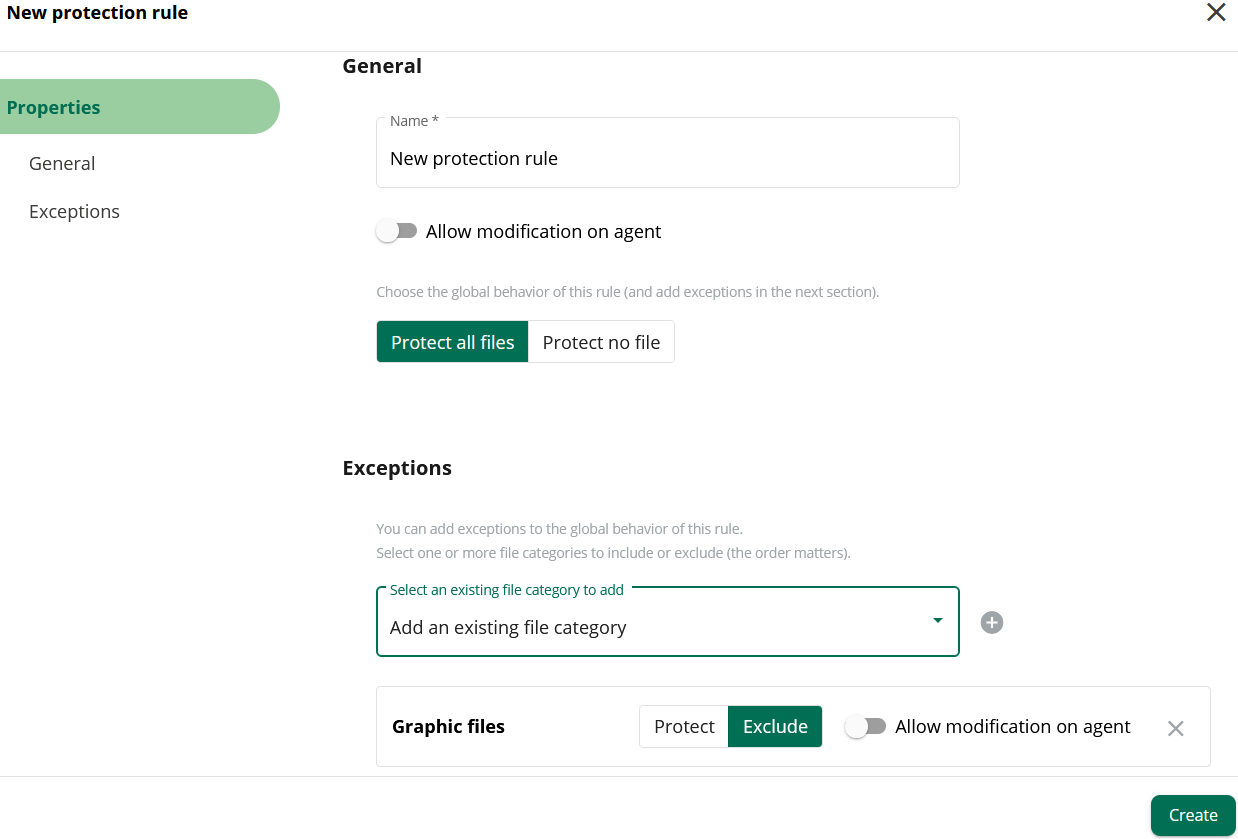 New protection rule
Properties
General
Exceptions
General
Name *
New protection rule
Allow modification on agent
Choose the global behavior of this rule (and add exceptions in the next section).
Protect all files
Protect no file
Exceptions
You can add exceptions to the global behavior of this rule.
Select one or more file categories to include or exclude (the order matters).
Select an existing file category to add
Add an existing file category
Graphic files
Protect
Exclude
Allow modification on agent
Create